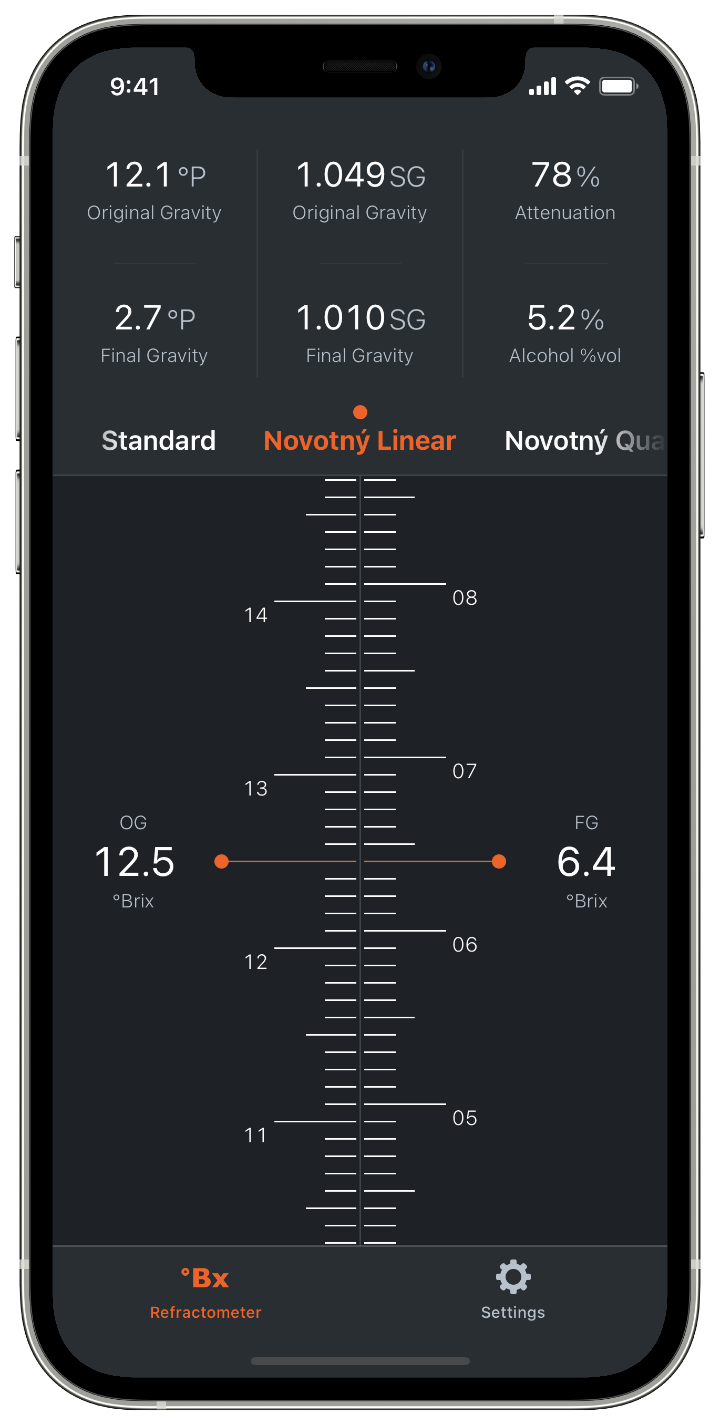 9:41
12.1 °P
Original Gravity
1.049 SG
Original Gravity
78 %
Attenuation
2.7 °P
Final Gravity
1.010 SG
Final Gravity
5.2 %
Alcohol %vol
Standard
Novotný Linear
Novotný Qua
08
14
07
13
OG
12.5
°Brix
FG
6.4
°Brix
06
12
05
11
°Bx
Refractometer
Settings